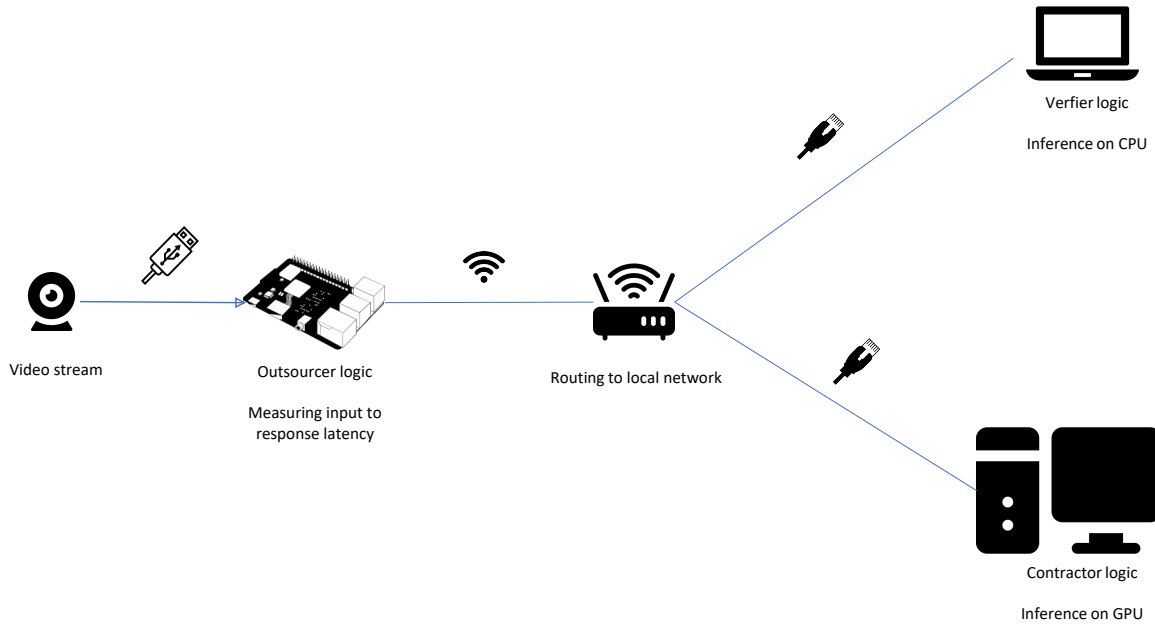 Verfier logic
Inference on CPU
Video stream
Outsourcer logic
Measuring input to
response latency
Routing to local network
Contractor logic
Inference on GPU